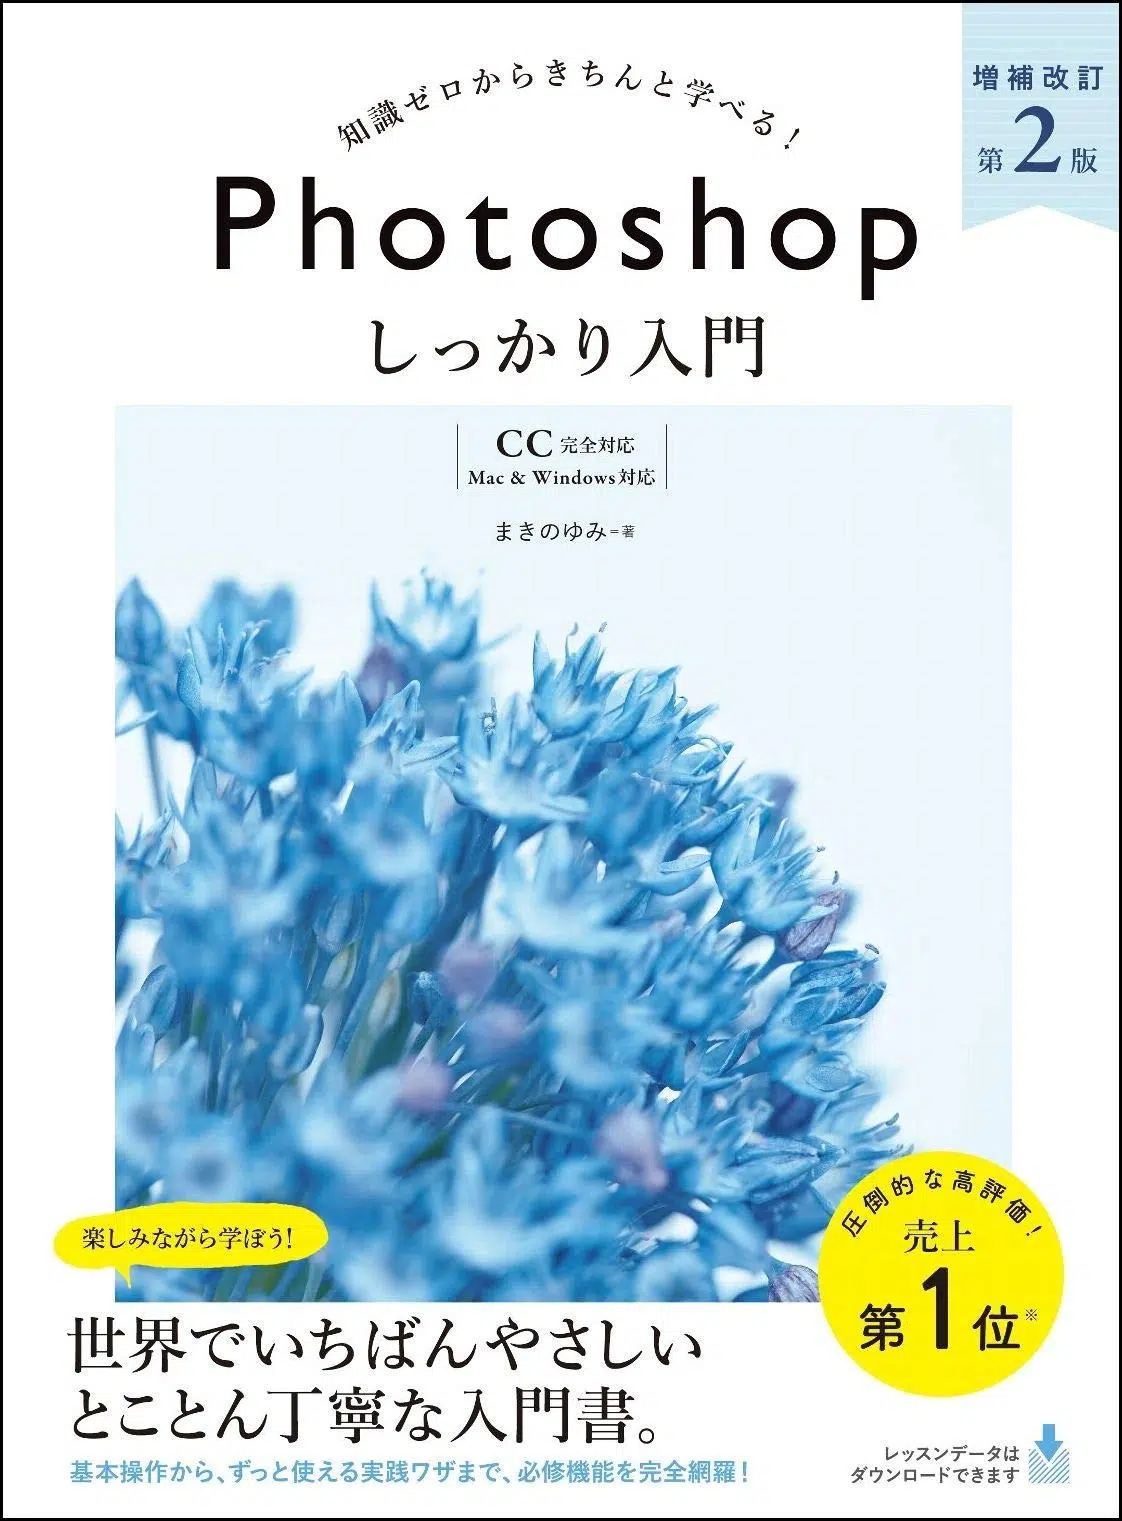 知識ゼロからきちんと学べる!
増補改訂
第2版
Photoshop
しっかり入門
CC 完全対応
Mac & Windows対応
まきのゆみ=著
楽しみながら学ぼう!
圧倒的な高評価!
売上
第1位※
世界でいちばんやさしい
とことん丁寧な入門書。
基本操作から、ずっと使える実践ワザまで、必修機能を完全網羅!
レッスンデータは
ダウンロードできます